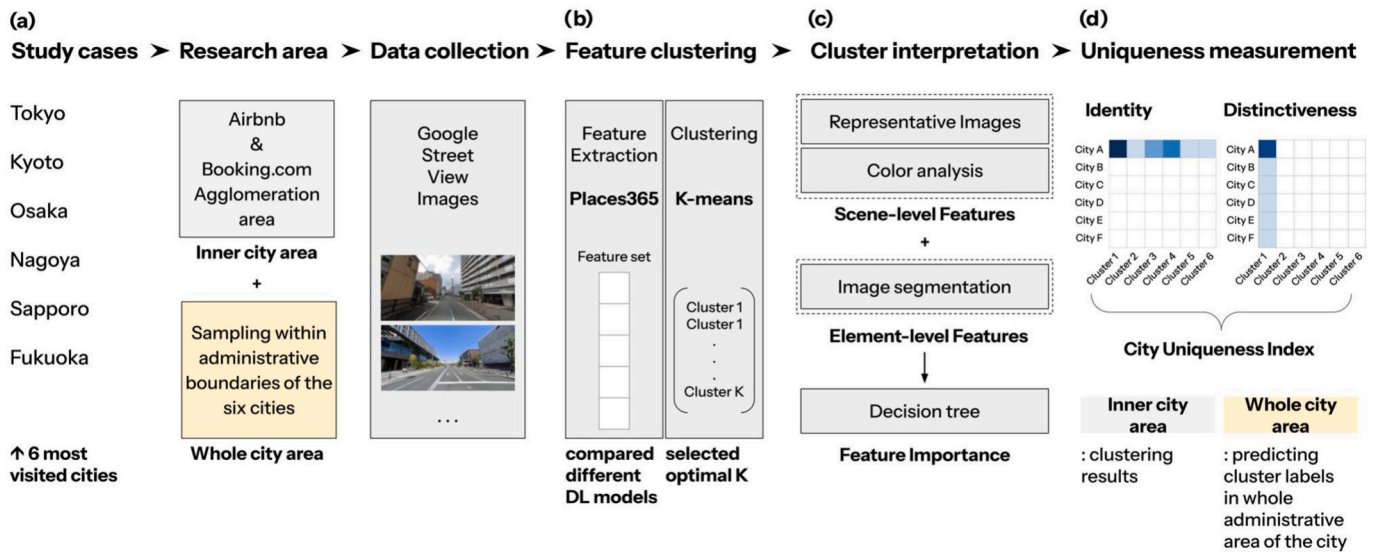 (a)
Study cases
Research area
Data collection
(b)
Feature clustering
(c)
Cluster interpretation
(d)
Uniqueness measurement
Tokyo
Kyoto
Osaka
Nagoya
Sapporo
Fukuoka
↑ 6 most
visited cities
Airbnb
&
Booking.com
Agglomeration
area
Inner city area
+
Sampling within
administrative
boundaries of the
six cities
Whole city area
Google
Street
View
Images
...
Feature
Extraction
Places365
Feature set
compared
different
DL models
Clustering
K-means
Cluster 1
Cluster 1
.
.
.
Cluster K
selected
optimal K
Representative Images
Color analysis
Scene-level Features
+
Image segmentation
Element-level Features
Decision tree
Feature Importance
Identity
City A
City B
City C
City D
City E
City F
Cluster 1
Cluster 2
Cluster 3
Cluster 4
Cluster 5
Cluster 6
Distinctiveness
City A
City B
City C
City D
City E
City F
Cluster 1
Cluster 2
Cluster 3
Cluster 4
Cluster 5
Cluster 6
City Uniqueness Index
Inner city
area
: clustering
results
Whole city
area
: predicting
cluster labels
in whole
administrative
area of the city